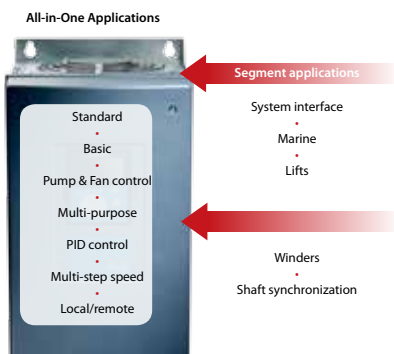 All-in-One Applications
Segment applications
Standard
•
Basic
•
Pump & Fan control
•
Multi-purpose
•
PID control
•
Multi-step speed
•
Local/remote
System interface
•
Marine
•
Lifts
Winders
•
Shaft synchronization